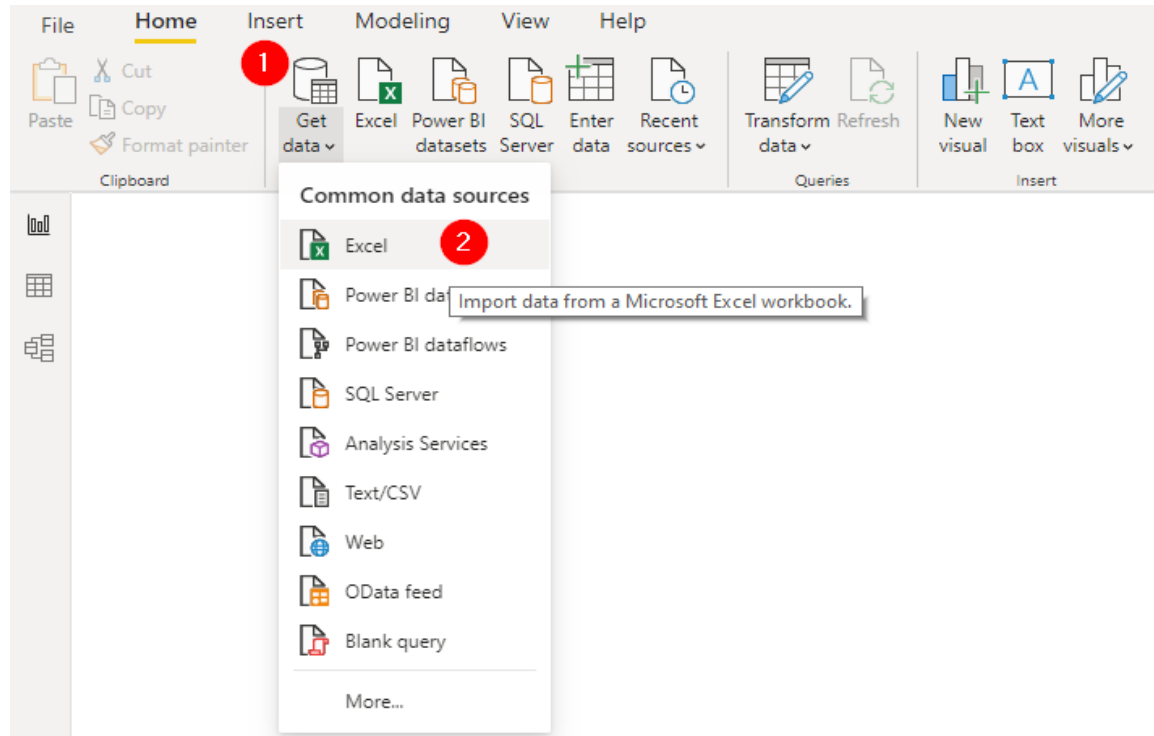 File Home Insert Modeling View Help
1
Cut
Copy
Format painter
Paste
Clipboard
Get data
Excel
Power BI datasets
SQL Server
Enter data
Recent sources
Transform data
Refresh
Queries
New visual
Text box
More visuals
Insert
A
Common data sources
Excel
2
Power BI dat
Import data from a Microsoft Excel workbook.
Power BI dataflows
SQL Server
Analysis Services
Text/CSV
Web
OData feed
Blank query
More...